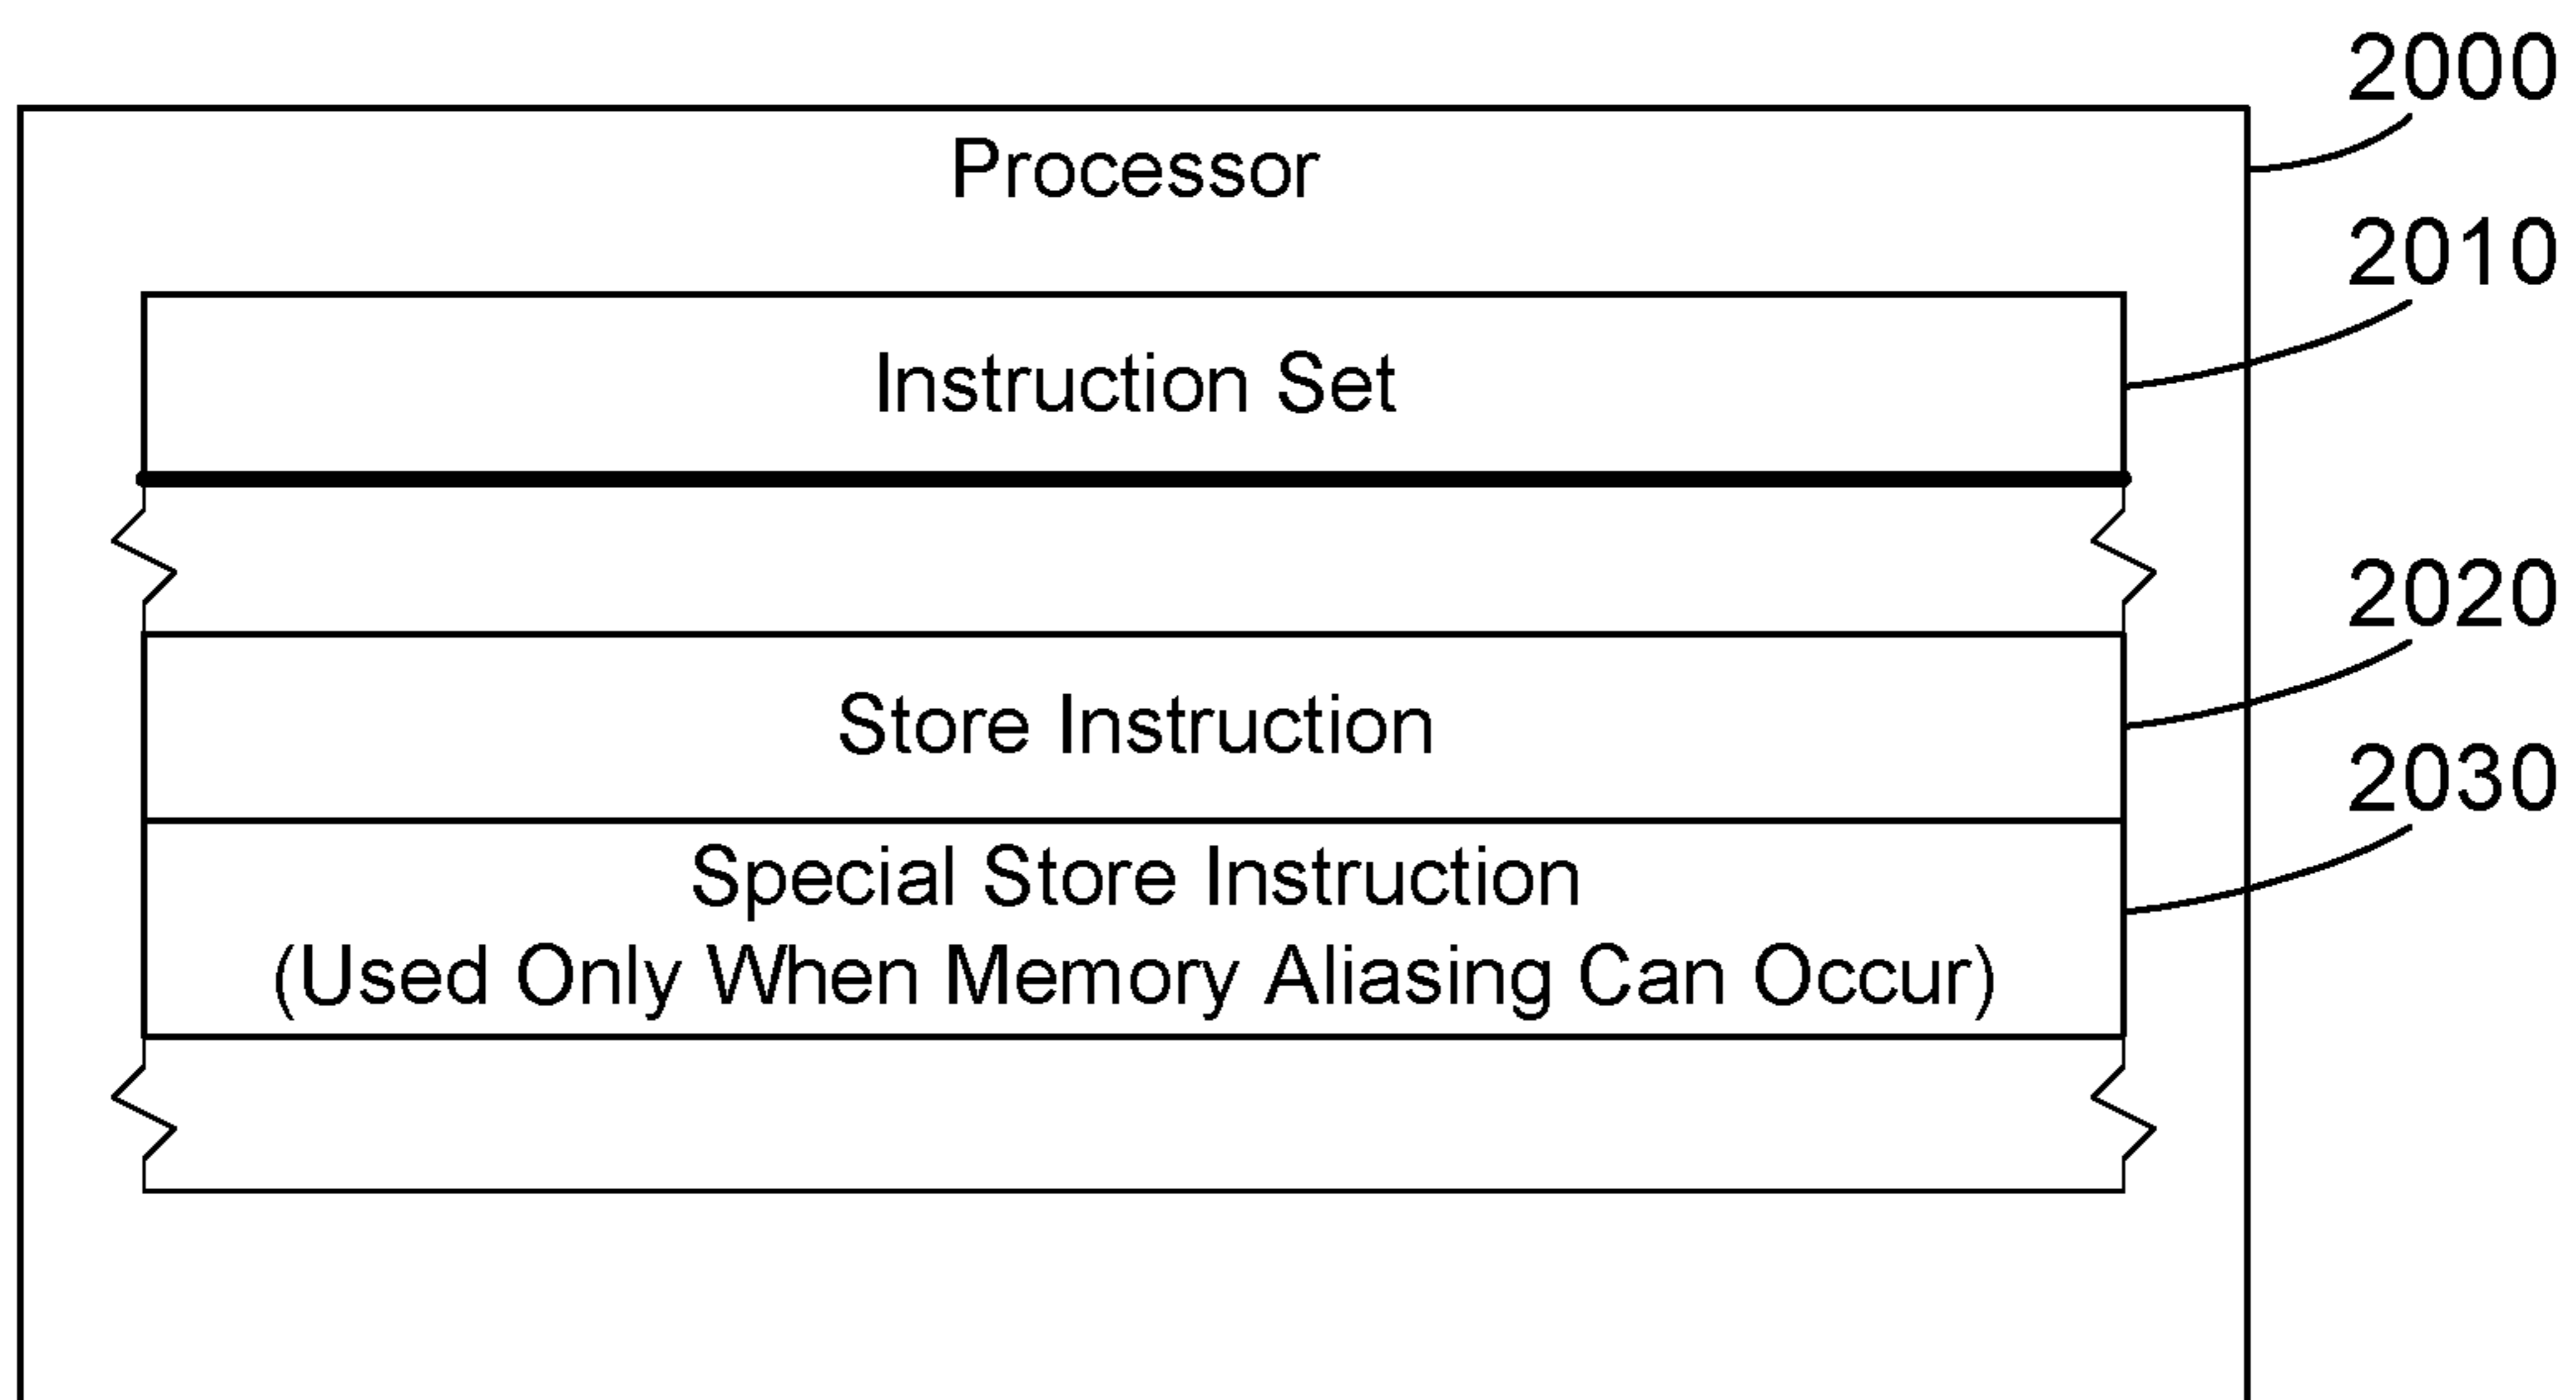 2000
Processor
2010
Instruction Set
2020
Store Instruction
2030
Special Store Instruction
(Used Only When Memory Aliasing Can Occur)